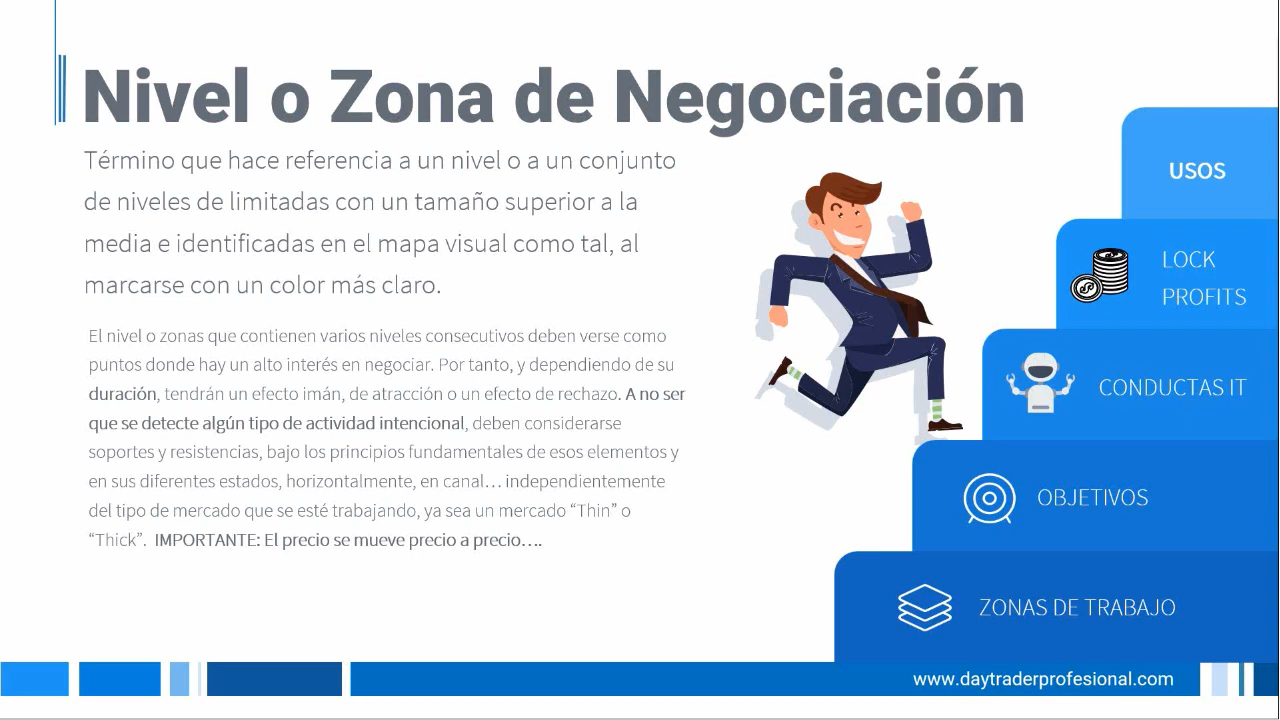 Nivel o Zona de Negociación
Término que hace referencia a un nivel o a un conjunto
de niveles de limitadas con un tamaño superior a la
media e identificadas en el mapa visual como tal, al
marcarse con un color más claro.
El nivel o zonas que contienen varios niveles consecutivos deben verse como
puntos donde hay un alto interés en negociar. Por tanto, y dependiendo de su
duración, tendrán un efecto imán, de atracción o un efecto de rechazo. A no ser
que se detecte algún tipo de actividad intencional, deben considerarse
soportes y resistencias, bajo los principios fundamentales de esos elementos y
en sus diferentes estados, horizontalmente, en canal… independientemente
del tipo de mercado que se esté trabajando, ya sea un mercado “Thin” o
“Thick”. IMPORTANTE: El precio se mueve precio a precio….
USOS
LOCK
PROFITS
CONDUCTAS IT
OBJETIVOS
ZONAS DE TRABAJO
www.daytraderprofesional.com